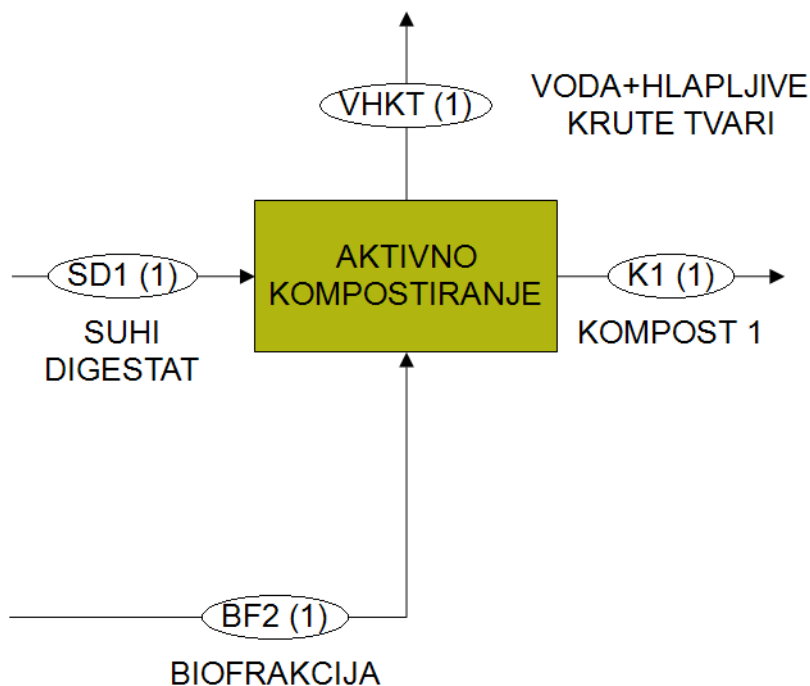 VHKT (1)
VODA+HLAPLJIVE
KRUTE TVARI
SD1 (1)
AKTIVNO
KOMPOSTIRANJE
K1 (1)
SUHI
DIGESTAT
KOMPOST 1
BF2 (1)
BIOFRAKCIJA